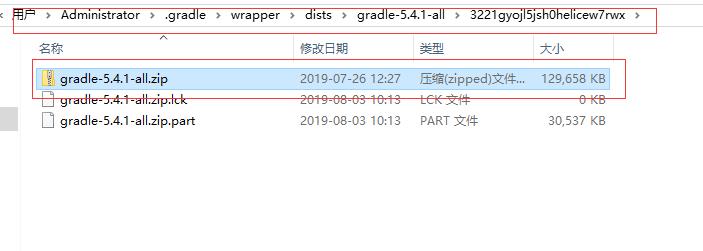 用户 › Administrator › .gradle › wrapper › dists › gradle-5.4.1-all › 3221gyojl5jsh0helicew7rwx ›
名称 修改日期 类型 大小
gradle-5.4.1-all.zip 2019-07-26 12:27 压缩(zipped)文件... 129,658 KB
gradle-5.4.1-all.zip.lck 2019-08-03 10:13 LCK 文件 0 KB
gradle-5.4.1-all.zip.part 2019-08-03 10:13 PART 文件 30,537 KB